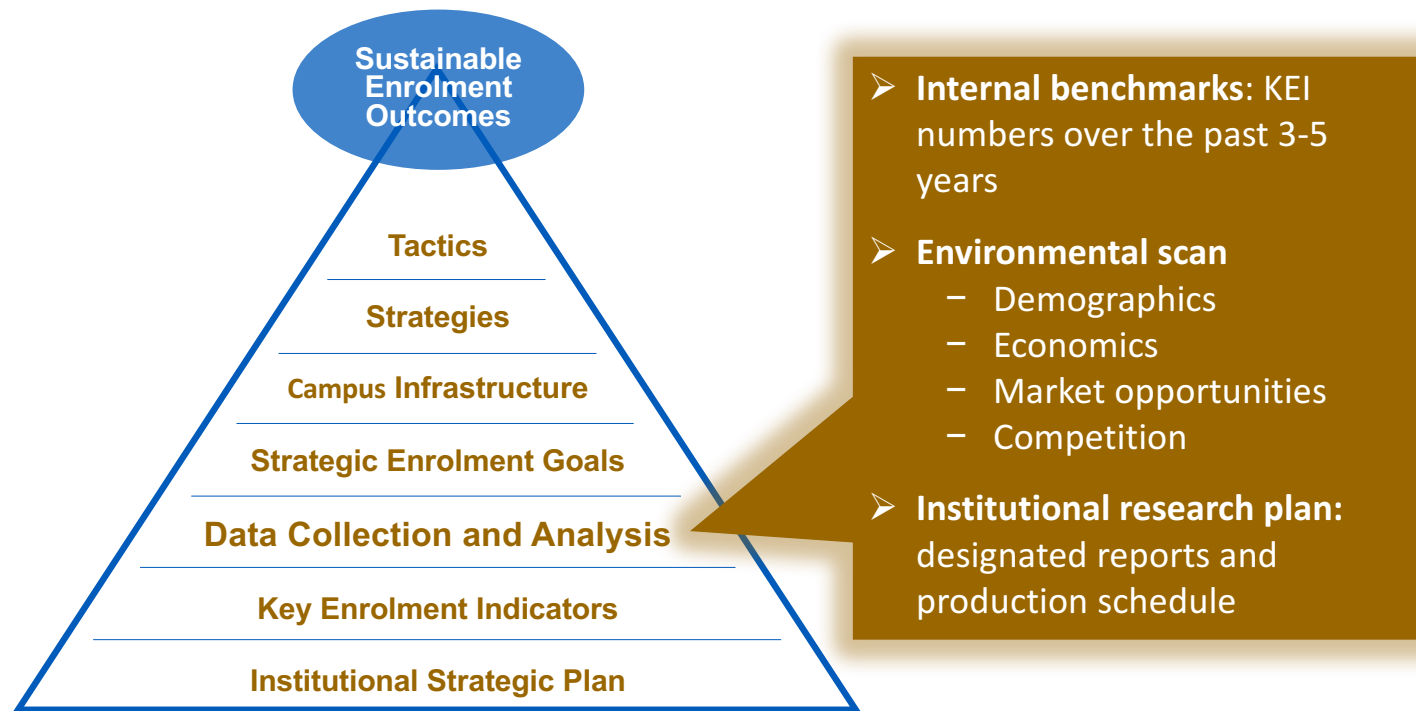 Sustainable
Enrolment
Outcomes
Tactics
Strategies
Campus Infrastructure
Strategic Enrolment Goals
Data Collection and Analysis
Key Enrolment Indicators
Institutional Strategic Plan
➢ Internal benchmarks: KEI
numbers over the past 3-5
years
➢ Environmental scan
− Demographics
− Economics
− Market opportunities
− Competition
➢ Institutional research plan:
designated reports and
production schedule